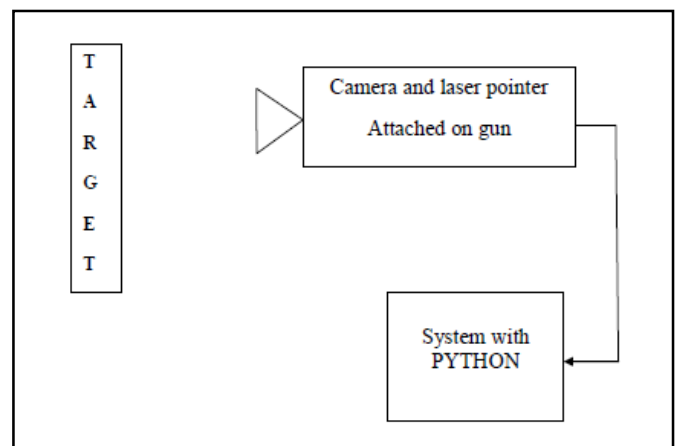 T
A
R
G
E
T
Camera and laser pointer
Attached on gun
System with
PYTHON